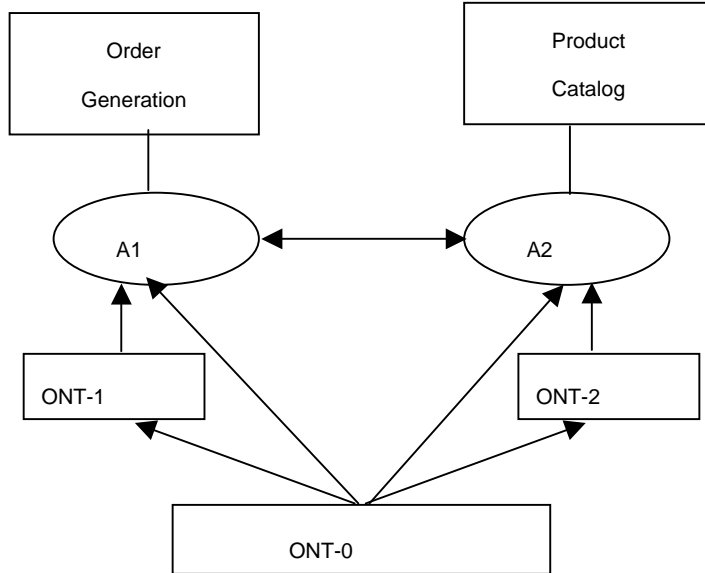 Order
Generation
Product
Catalog
A1
A2
ONT-1
ONT-2
ONT-0